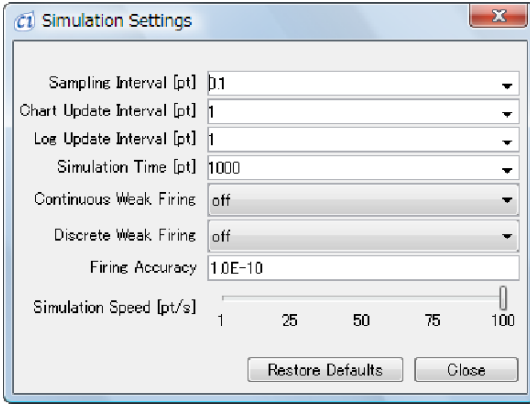 CI Simulation Settings
Sampling Interval [pt] 0.1
Chart Update Interval [pt] 1
Log Update Interval [pt] 1
Simulation Time [pt] 1000
Continuous Weak Firing off
Discrete Weak Firing off
Firing Accuracy 1.0E-10
Simulation Speed [pt/s]
1 25 50 75 100
Restore Defaults Close